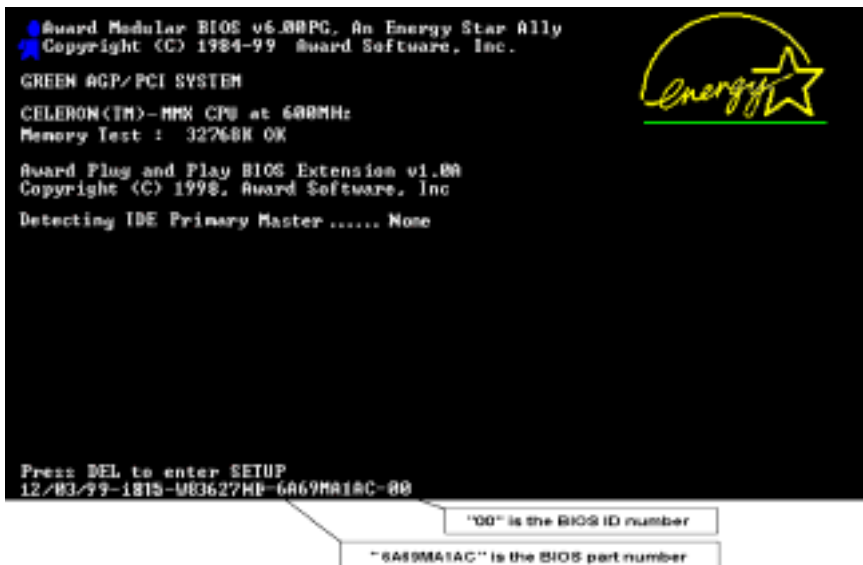 Award Modular BIOS v6.00PG, An Energy Star Ally
Copyright (C) 1984-99 Award Software, Inc.
energy
GREEN AGP/PCI SYSTEM
CELERON(TM)-MMX CPU at 600MHz
Memory Test : 32768K OK
Award Plug and Play BIOS Extension v1.0A
Copyright (C) 1998, Award Software, Inc
Detecting IDE Primary Master ...... None
Press DEL to enter SETUP
12/03/99-i815-W83627HD-6A69MA1AC-00
"00" is the BIOS ID number
"6A69MA1AC" is the BIOS part number